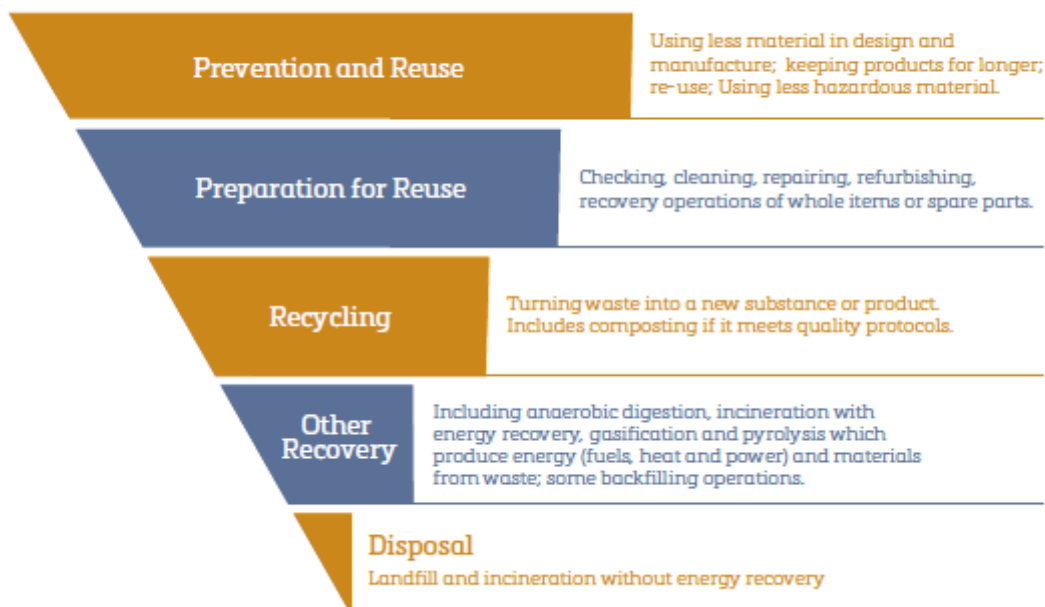 Prevention and Reuse
Using less material in design and
manufacture; keeping products for longer;
re-use; Using less hazardous material.
Preparation for Reuse
Checking, cleaning, repairing, refurbishing,
recovery operations of whole items or spare parts.
Recycling
Turning waste into a new substance or product.
Includes composting if it meets quality protocols.
Other
Recovery
Including anaerobic digestion, incineration with
energy recovery, gasification and pyrolysis which
produce energy (fuels, heat and power) and materials
from waste; some backfilling operations.
Disposal
Landfill and incineration without energy recovery